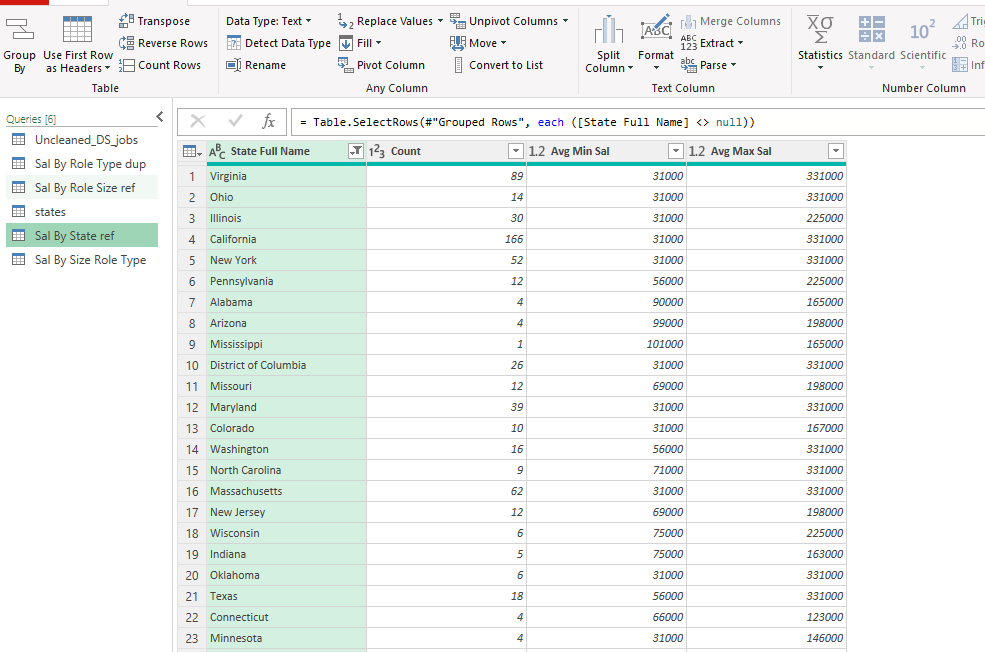 Group By
Use First Row as Headers
Transpose
Reverse Rows
Count Rows
Table
Data Type: Text
Detect Data Type
Rename
Replace Values
Fill
Pivot Column
Unpivot Columns
Move
Convert to List
Any Column
Split Column
Format
Merge Columns
Extract
Parse
Text Column
Statistics
Standard
Scientific
Number Column
Queries [6]
Uncleaned_DS_jobs
Sal By Role Type dup
Sal By Role Size ref
states
Sal By State ref
Sal By Size Role Type
fx = Table.SelectRows(#"Grouped Rows", each ([State Full Name] <> null))
ABC State Full Name 123 Count 1.2 Avg Min Sal 1.2 Avg Max Sal
1 Virginia 89 31000 331000
2 Ohio 14 31000 331000
3 Illinois 30 31000 225000
4 California 166 31000 331000
5 New York 52 31000 331000
6 Pennsylvania 12 56000 225000
7 Alabama 4 90000 165000
8 Arizona 4 99000 198000
9 Mississippi 1 101000 165000
10 District of Columbia 26 31000 331000
11 Missouri 12 69000 198000
12 Maryland 39 31000 331000
13 Colorado 10 31000 167000
14 Washington 16 56000 331000
15 North Carolina 9 71000 331000
16 Massachusetts 62 31000 331000
17 New Jersey 12 69000 198000
18 Wisconsin 6 75000 225000
19 Indiana 5 75000 163000
20 Oklahoma 6 31000 331000
21 Texas 18 56000 331000
22 Connecticut 4 66000 123000
23 Minnesota 4 31000 146000